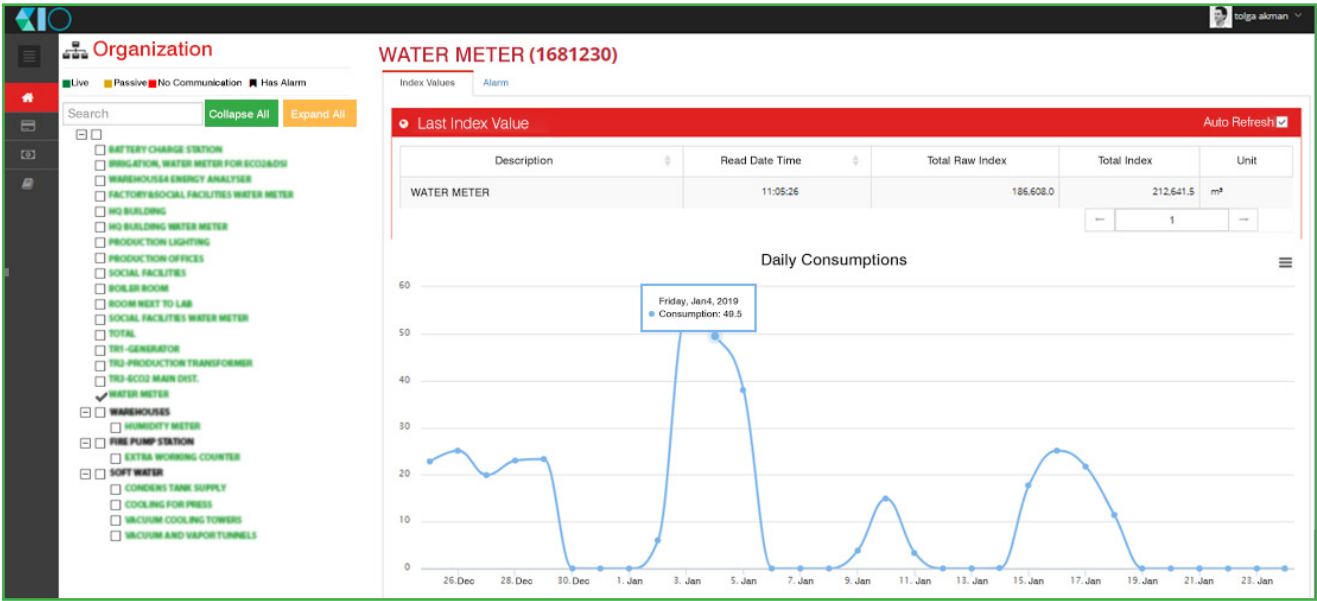 KIO
tolga akman
Organization
Live Passive No Communication Has Alarm
Search Collapse All Expand All
BATTERY CHARGE STATION
IRRIGATION, WATER METER FOR ECO2&DSI
WAREHOUSE4 ENERGY ANALYSER
FACTORY&SOCIAL FACILITIES WATER METER
HQ BUILDING
HQ BUILDING WATER METER
PRODUCTION LIGHTING
PRODUCTION OFFICES
SOCIAL FACILITIES
BOILER ROOM
ROOM NEXT TO LAB
SOCIAL FACILITIES WATER METER
TOTAL
TR1-GENERATOR
TR2-PRODUCTION TRANSFORMER
TR3-ECO2 MAIN DIST.
WATER METER
WAREHOUSES
HUMIDITY METER
FIRE PUMP STATION
EXTRA WORKING COUNTER
SOFT WATER
CONDENS TANK SUPPLY
COOLING FOR PRESS
VACUUM COOLING TOWERS
VACUUM AND VAPOR TUNNELS
WATER METER (1681230)
Index Values Alarm
Last Index Value Auto Refresh
Description Read Date Time Total Raw Index Total Index Unit
WATER METER 11:05:26 186,608.0 212,641.5 m³
← 1 →
Daily Consumptions
60
50
40
30
20
10
0
Friday, Jan4, 2019
Consumption: 49.5
26.Dec 28.Dec 30.Dec 1.Jan 3.Jan 5.Jan 7.Jan 9.Jan 11.Jan 13.Jan 15.Jan 17.Jan 19.Jan 21.Jan 23.Jan